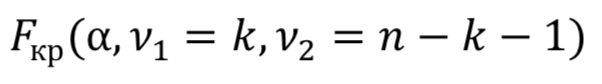 F_кр(α, ν₁ = k, ν₂ = n − k − 1)